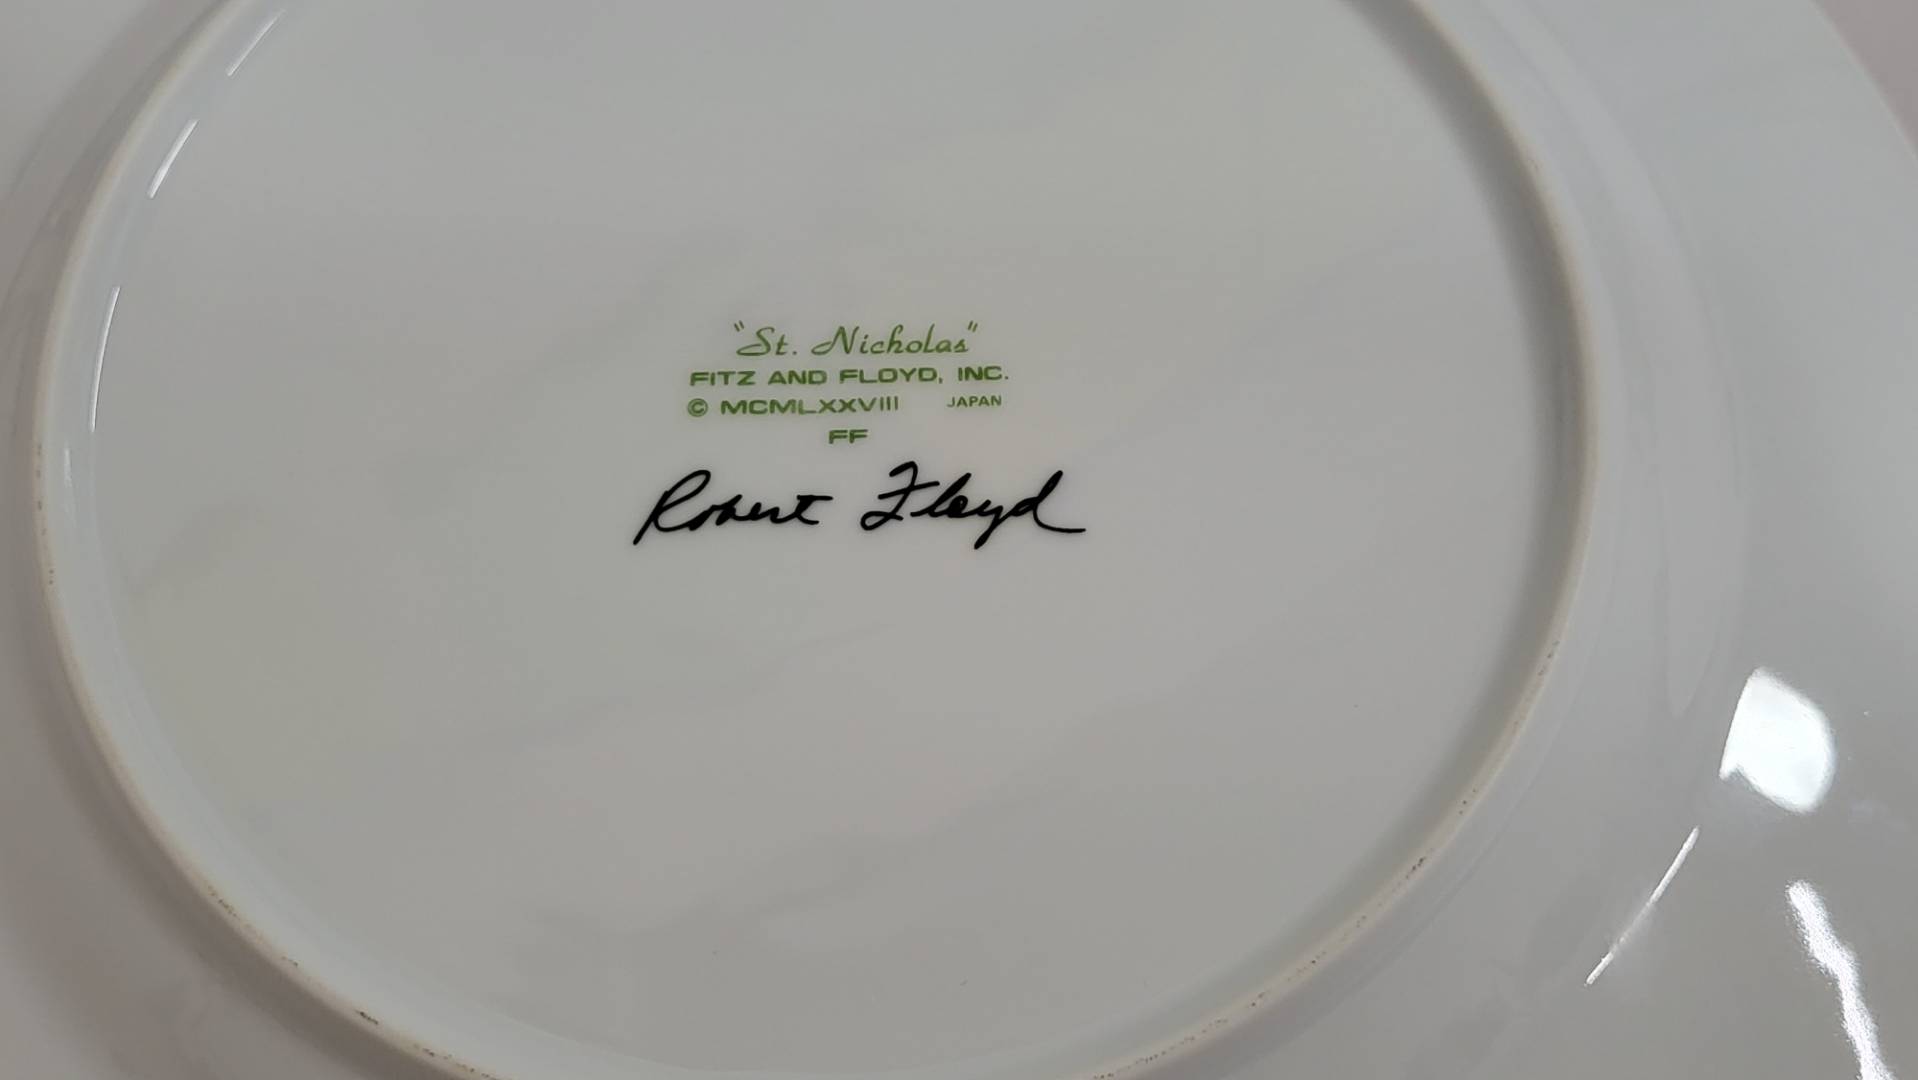 "St. Nicholas"
FITZ AND FLOYD, INC.
© MCMLXXVIII JAPAN
FF
Robert Floyd